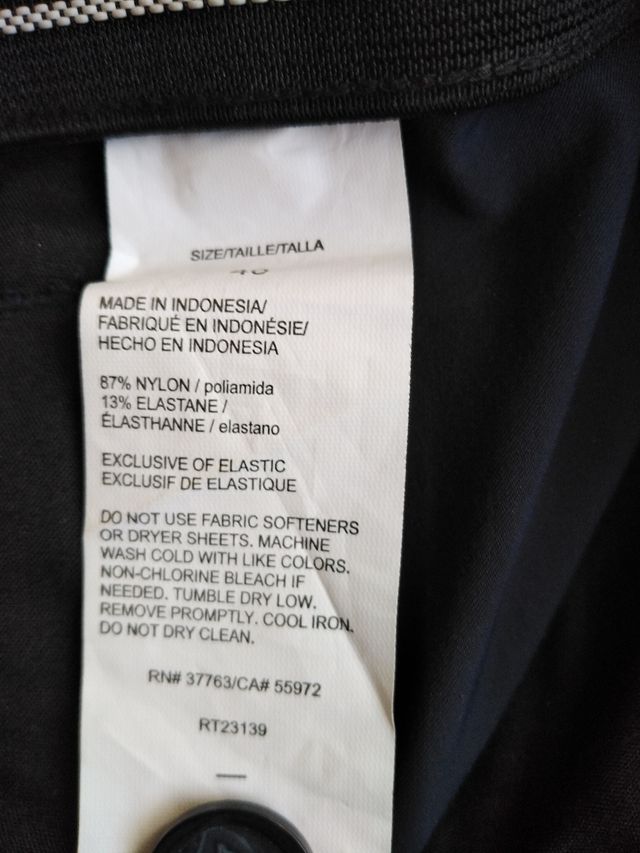 SIZE/TAILLE/TALLA
MADE IN INDONESIA/
FABRIQUÉ EN INDONÉSIE/
HECHO EN INDONESIA
87% NYLON / poliamida
13% ELASTANE /
ÉLASTHANNE / elastano
EXCLUSIVE OF ELASTIC
EXCLUSIF DE ELASTIQUE
DO NOT USE FABRIC SOFTENERS
OR DRYER SHEETS. MACHINE
WASH COLD WITH LIKE COLORS.
NON-CHLORINE BLEACH IF
NEEDED. TUMBLE DRY LOW.
REMOVE PROMPTLY. COOL IRON.
DO NOT DRY CLEAN.
RN# 37763/CA# 55972
RT23139